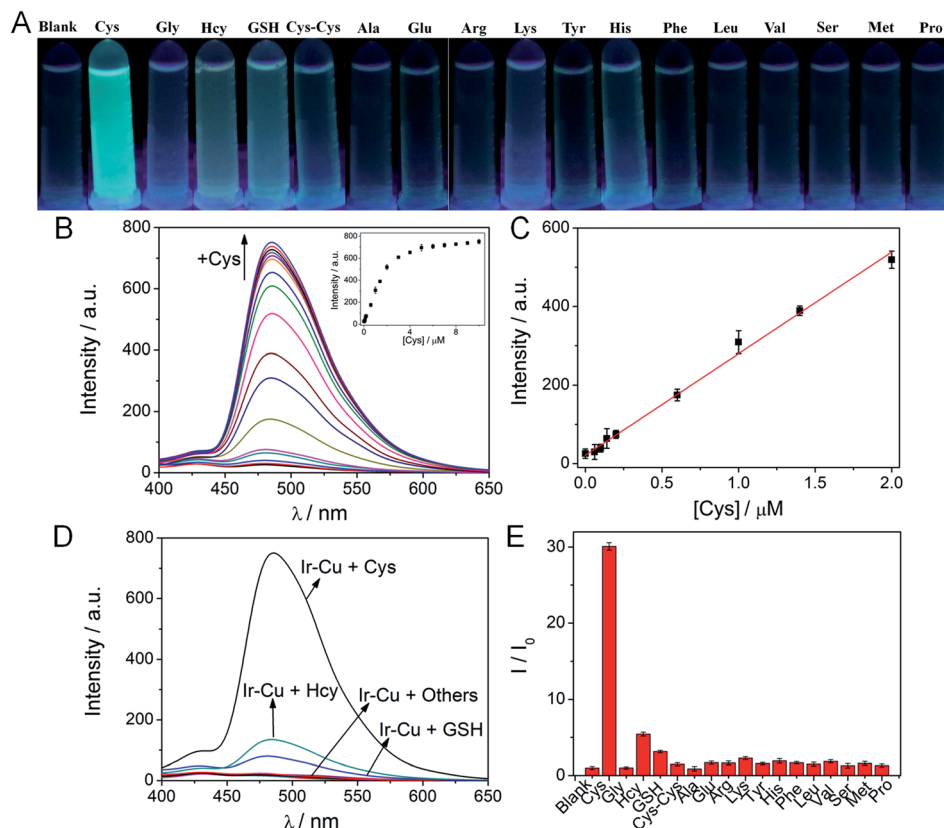 A
Blank Cys Gly Hcy GSH Cys-Cys Ala Glu Arg Lys Tyr His Phe Leu Val Ser Met Pro
B
800
600
400
200
0
Intensity / a.u.
400 450 500 550 600 650
λ / nm
+Cys
800
600
400
200
0
Intensity / a.u.
0 4 8
[Cys] / μM
C
600
400
200
0
Intensity / a.u.
0.0 0.5 1.0 1.5 2.0
[Cys] / μM
D
800
600
400
200
0
Intensity / a.u.
400 450 500 550 600 650
λ / nm
Ir-Cu + Cys
Ir-Cu + Hcy
Ir-Cu + Others
Ir-Cu + GSH
E
30
20
10
0
I / I0
Blank Cys Gly Hcy GSH Cys-Cys Ala Glu Arg Lys Tyr His Phe Leu Val Ser Met Pro